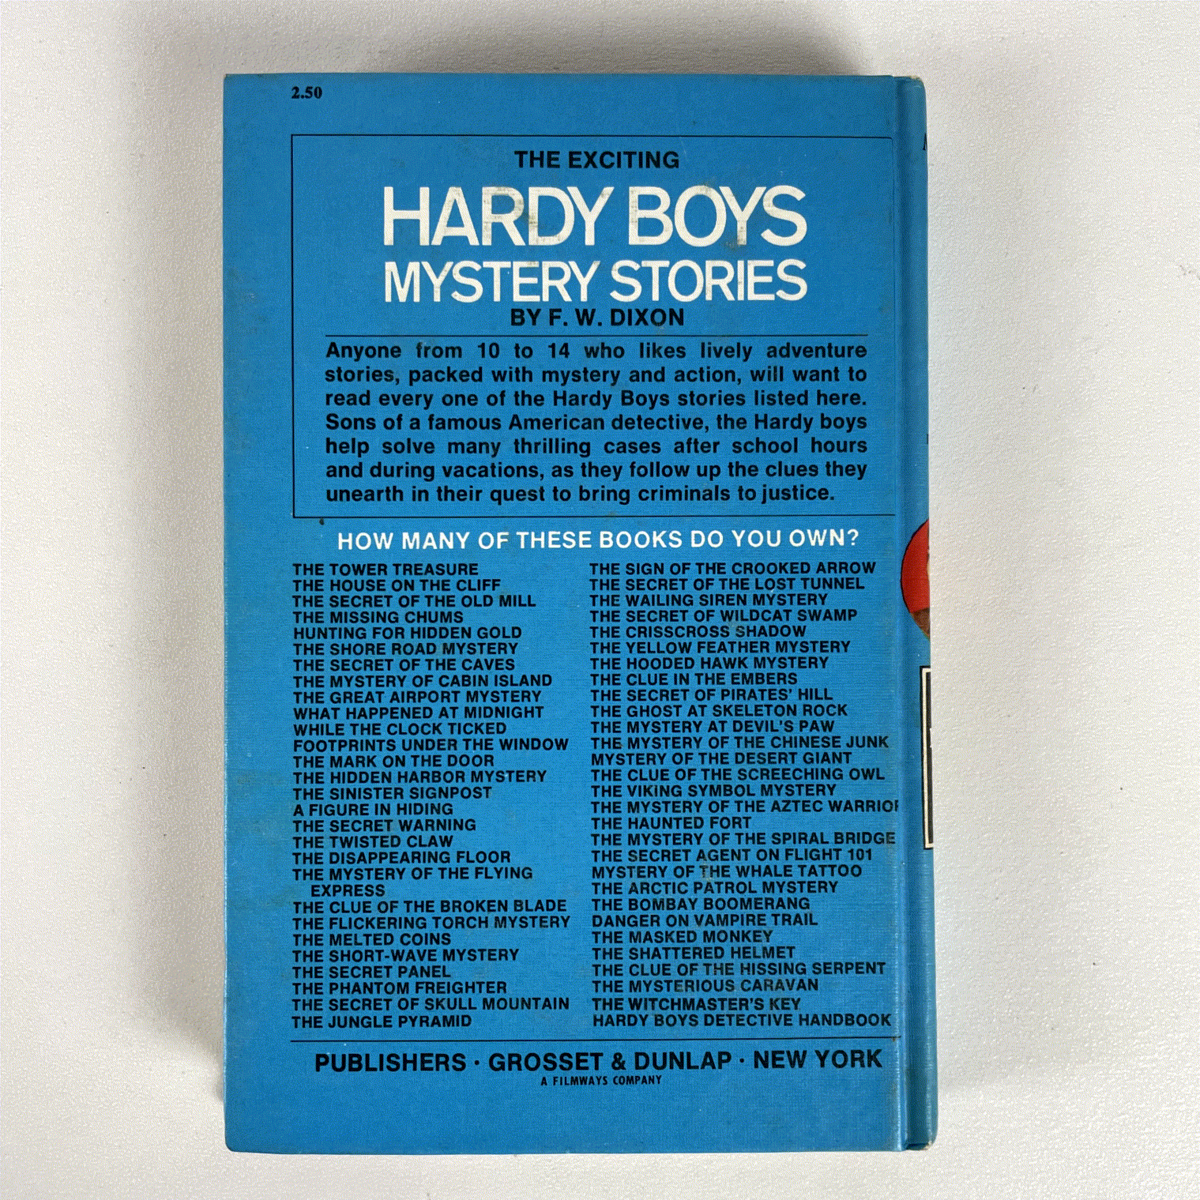 2.50
THE EXCITING
HARDY BOYS
MYSTERY STORIES
BY F. W. DIXON
Anyone from 10 to 14 who likes lively adventure
stories, packed with mystery and action, will want to
read every one of the Hardy Boys stories listed here.
Sons of a famous American detective, the Hardy boys
help solve many thrilling cases after school hours
and during vacations, as they follow up the clues they
unearth in their quest to bring criminals to justice.
HOW MANY OF THESE BOOKS DO YOU OWN?
THE TOWER TREASURE
THE HOUSE ON THE CLIFF
THE SECRET OF THE OLD MILL
THE MISSING CHUMS
HUNTING FOR HIDDEN GOLD
THE SHORE ROAD MYSTERY
THE SECRET OF THE CAVES
THE MYSTERY OF CABIN ISLAND
THE GREAT AIRPORT MYSTERY
WHAT HAPPENED AT MIDNIGHT
WHILE THE CLOCK TICKED
FOOTPRINTS UNDER THE WINDOW
THE MARK ON THE DOOR
THE HIDDEN HARBOR MYSTERY
THE SINISTER SIGNPOST
A FIGURE IN HIDING
THE SECRET WARNING
THE TWISTED CLAW
THE DISAPPEARING FLOOR
THE MYSTERY OF THE FLYING
EXPRESS
THE CLUE OF THE BROKEN BLADE
THE FLICKERING TORCH MYSTERY
THE MELTED COINS
THE SHORT-WAVE MYSTERY
THE SECRET PANEL
THE PHANTOM FREIGHTER
THE SECRET OF SKULL MOUNTAIN
THE JUNGLE PYRAMID
THE SIGN OF THE CROOKED ARROW
THE SECRET OF THE LOST TUNNEL
THE WAILING SIREN MYSTERY
THE SECRET OF WILDCAT SWAMP
THE CRISSCROSS SHADOW
THE YELLOW FEATHER MYSTERY
THE HOODED HAWK MYSTERY
THE CLUE IN THE EMBERS
THE SECRET OF PIRATES' HILL
THE GHOST AT SKELETON ROCK
THE MYSTERY AT DEVIL'S PAW
THE MYSTERY OF THE CHINESE JUNK
MYSTERY OF THE DESERT GIANT
THE CLUE OF THE SCREECHING OWL
THE VIKING SYMBOL MYSTERY
THE MYSTERY OF THE AZTEC WARRIOR
THE HAUNTED FORT
THE MYSTERY OF THE SPIRAL BRIDGE
THE SECRET AGENT ON FLIGHT 101
MYSTERY OF THE WHALE TATTOO
THE ARCTIC PATROL MYSTERY
THE BOMBAY BOOMERANG
DANGER ON VAMPIRE TRAIL
THE MASKED MONKEY
THE SHATTERED HELMET
THE CLUE OF THE HISSING SERPENT
THE MYSTERIOUS CARAVAN
THE WITCHMASTER'S KEY
HARDY BOYS DETECTIVE HANDBOOK
PUBLISHERS · GROSSET & DUNLAP · NEW YORK
A FILMWAYS COMPANY